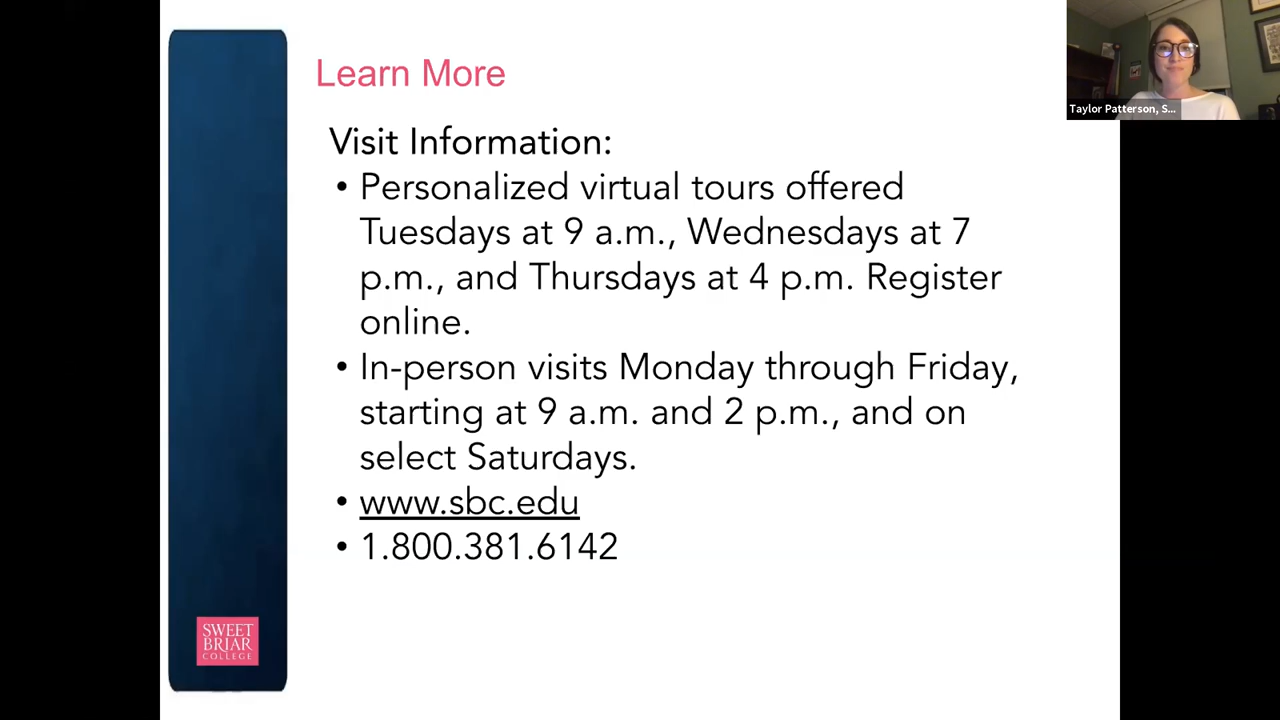 Learn More
Visit Information:
• Personalized virtual tours offered
Tuesdays at 9 a.m., Wednesdays at 7
p.m., and Thursdays at 4 p.m. Register
online.
• In-person visits Monday through Friday,
starting at 9 a.m. and 2 p.m., and on
select Saturdays.
• www.sbc.edu
• 1.800.381.6142
SWEET
BRIAR
COLLEGE
Taylor Patterson, S...